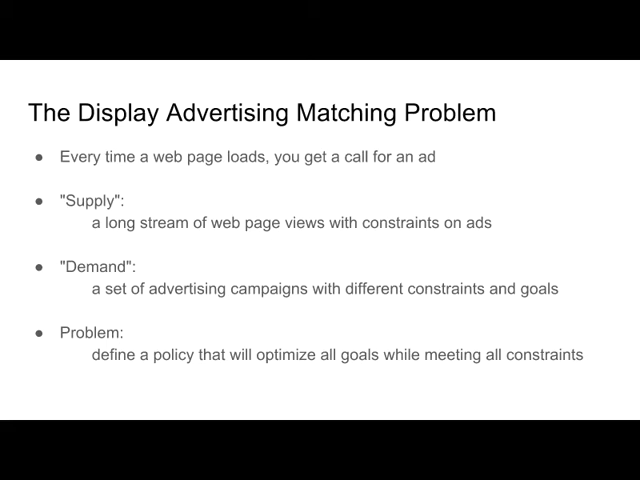 The Display Advertising Matching Problem
● Every time a web page loads, you get a call for an ad
● "Supply":
a long stream of web page views with constraints on ads
● "Demand":
a set of advertising campaigns with different constraints and goals
● Problem:
define a policy that will optimize all goals while meeting all constraints